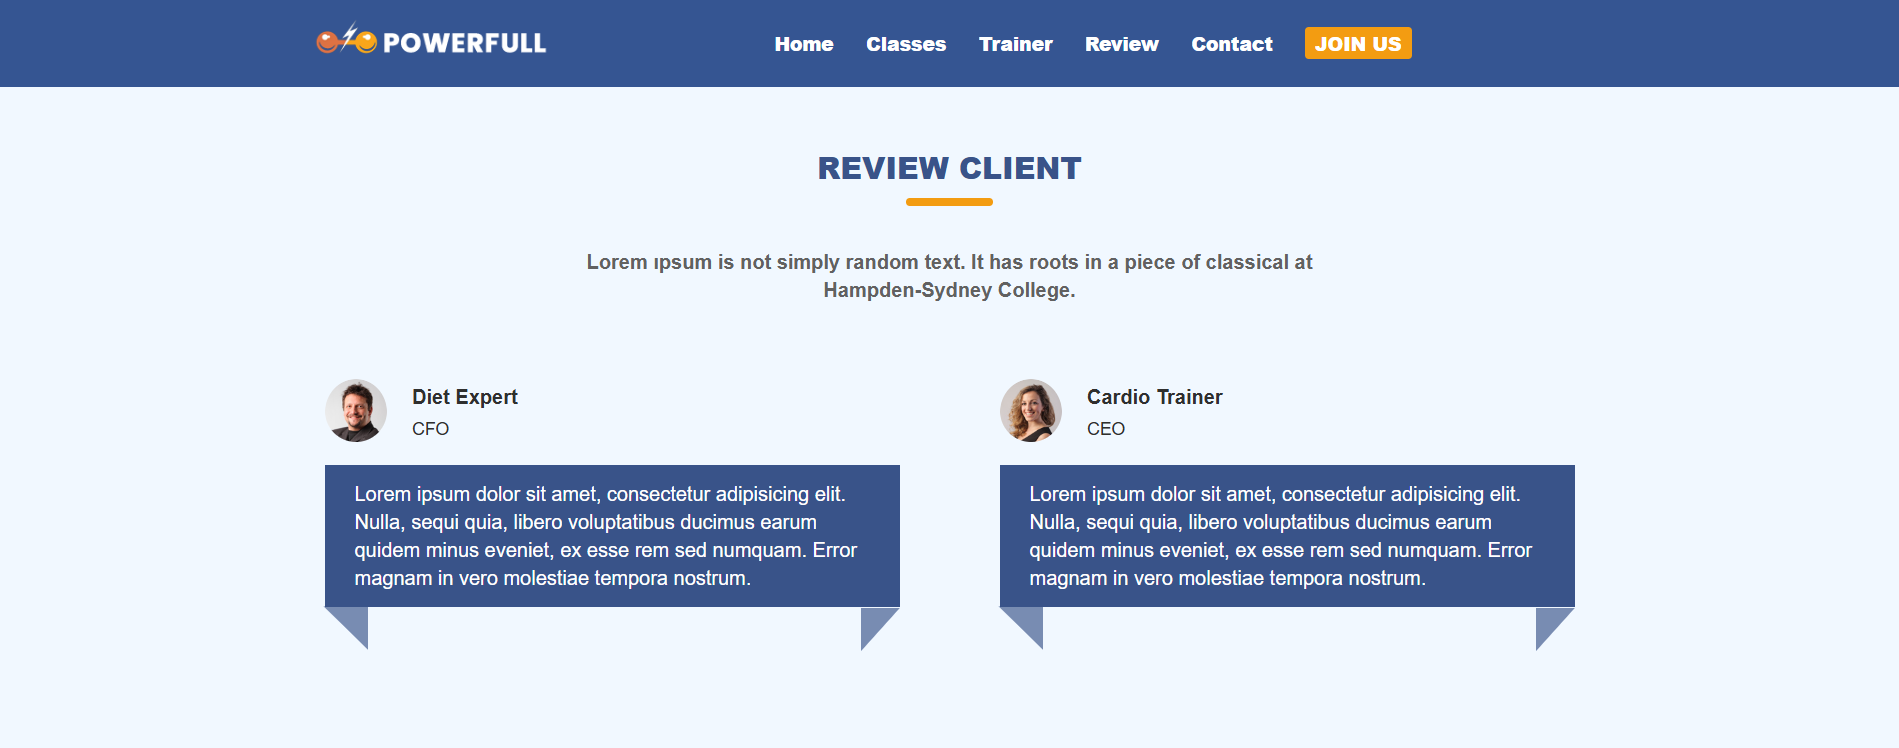 POWERFULL
Home Classes Trainer Review Contact JOIN US
REVIEW CLIENT
Lorem ıpsum is not simply random text. It has roots in a piece of classical at
Hampden-Sydney College.
Diet Expert
CFO
Lorem ipsum dolor sit amet, consectetur adipisicing elit.
Nulla, sequi quia, libero voluptatibus ducimus earum
quidem minus eveniet, ex esse rem sed numquam. Error
magnam in vero molestiae tempora nostrum.
Cardio Trainer
CEO
Lorem ipsum dolor sit amet, consectetur adipisicing elit.
Nulla, sequi quia, libero voluptatibus ducimus earum
quidem minus eveniet, ex esse rem sed numquam. Error
magnam in vero molestiae tempora nostrum.